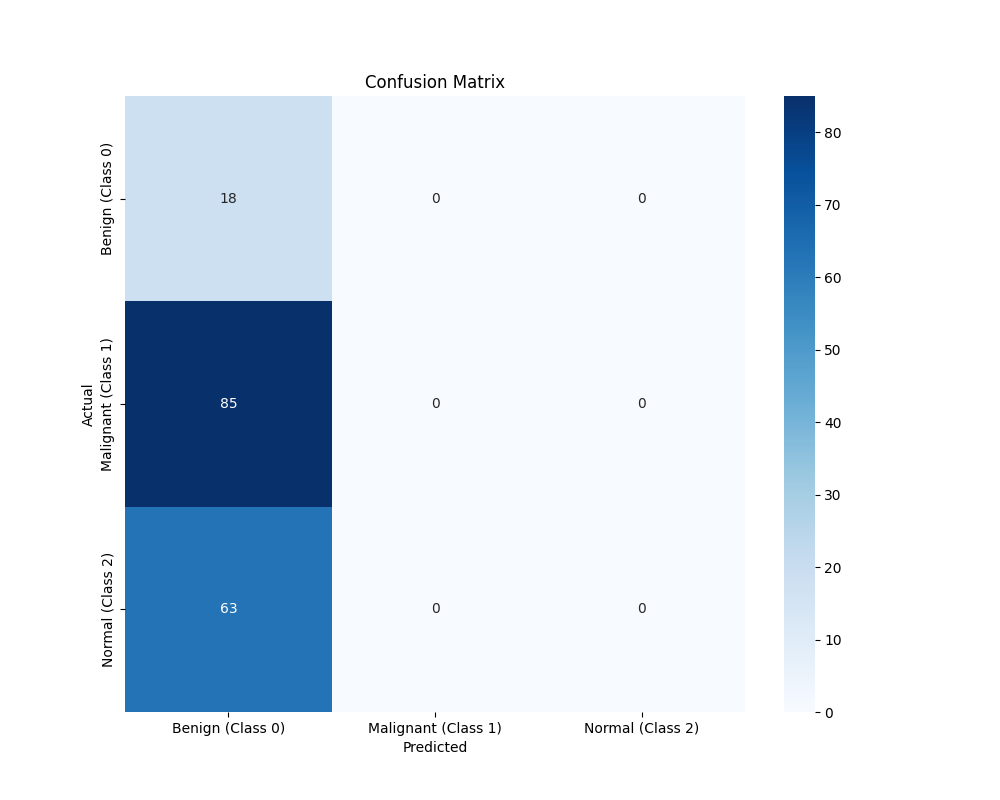 Confusion Matrix
Actual
Benign (Class 0)
Malignant (Class 1)
Normal (Class 2)
18 0 0
85 0 0
63 0 0
Benign (Class 0) Malignant (Class 1) Normal (Class 2)
Predicted
80
70
60
50
40
30
20
10
0